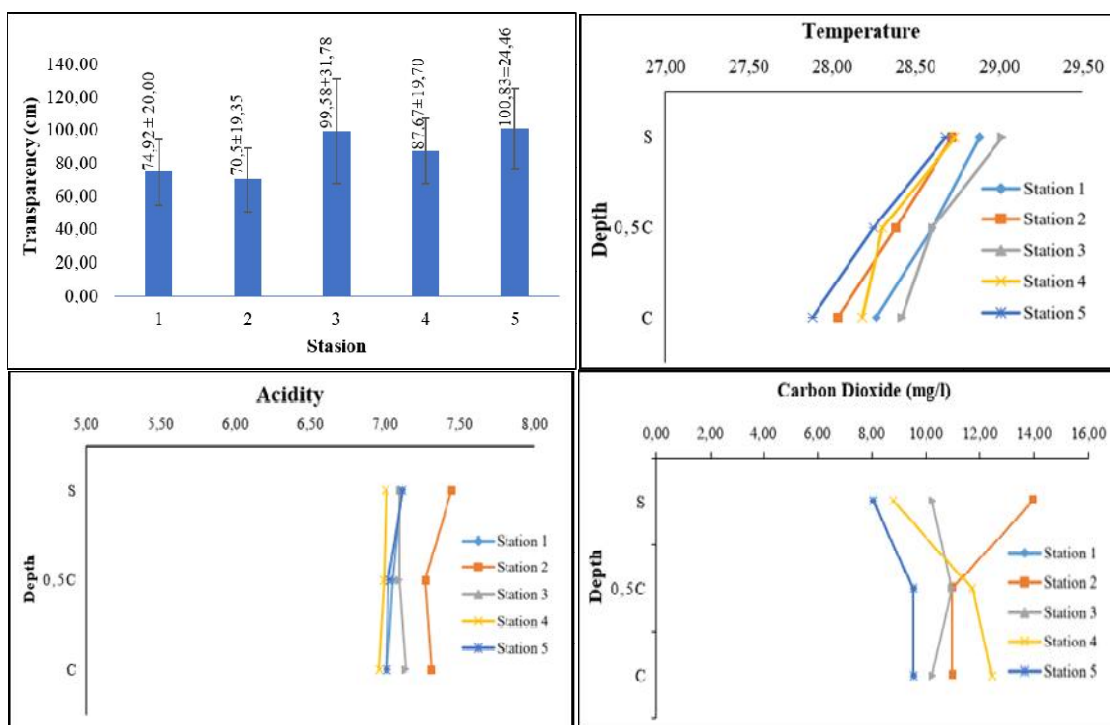 140,00
120,00
100,00
80,00
60,00
40,00
20,00
0,00
Transparency (cm)
74,92±20,00
70,5±19,35
99,58+31,78
87,67±19,70
100,83=24,46
1 2 3 4 5
Stasion
Temperature
27,00 27,50 28,00 28,50 29,00 29,50
Depth
S
0,5C
C
Station 1
Station 2
Station 3
Station 4
Station 5
Acidity
5,00 5,50 6,00 6,50 7,00 7,50 8,00
Depth
S
0,5C
C
Station 1
Station 2
Station 3
Station 4
Station 5
Carbon Dioxide (mg/l)
0,00 2,00 4,00 6,00 8,00 10,00 12,00 14,00 16,00
Depth
S
0,5C
C
Station 1
Station 2
Station 3
Station 4
Station 5